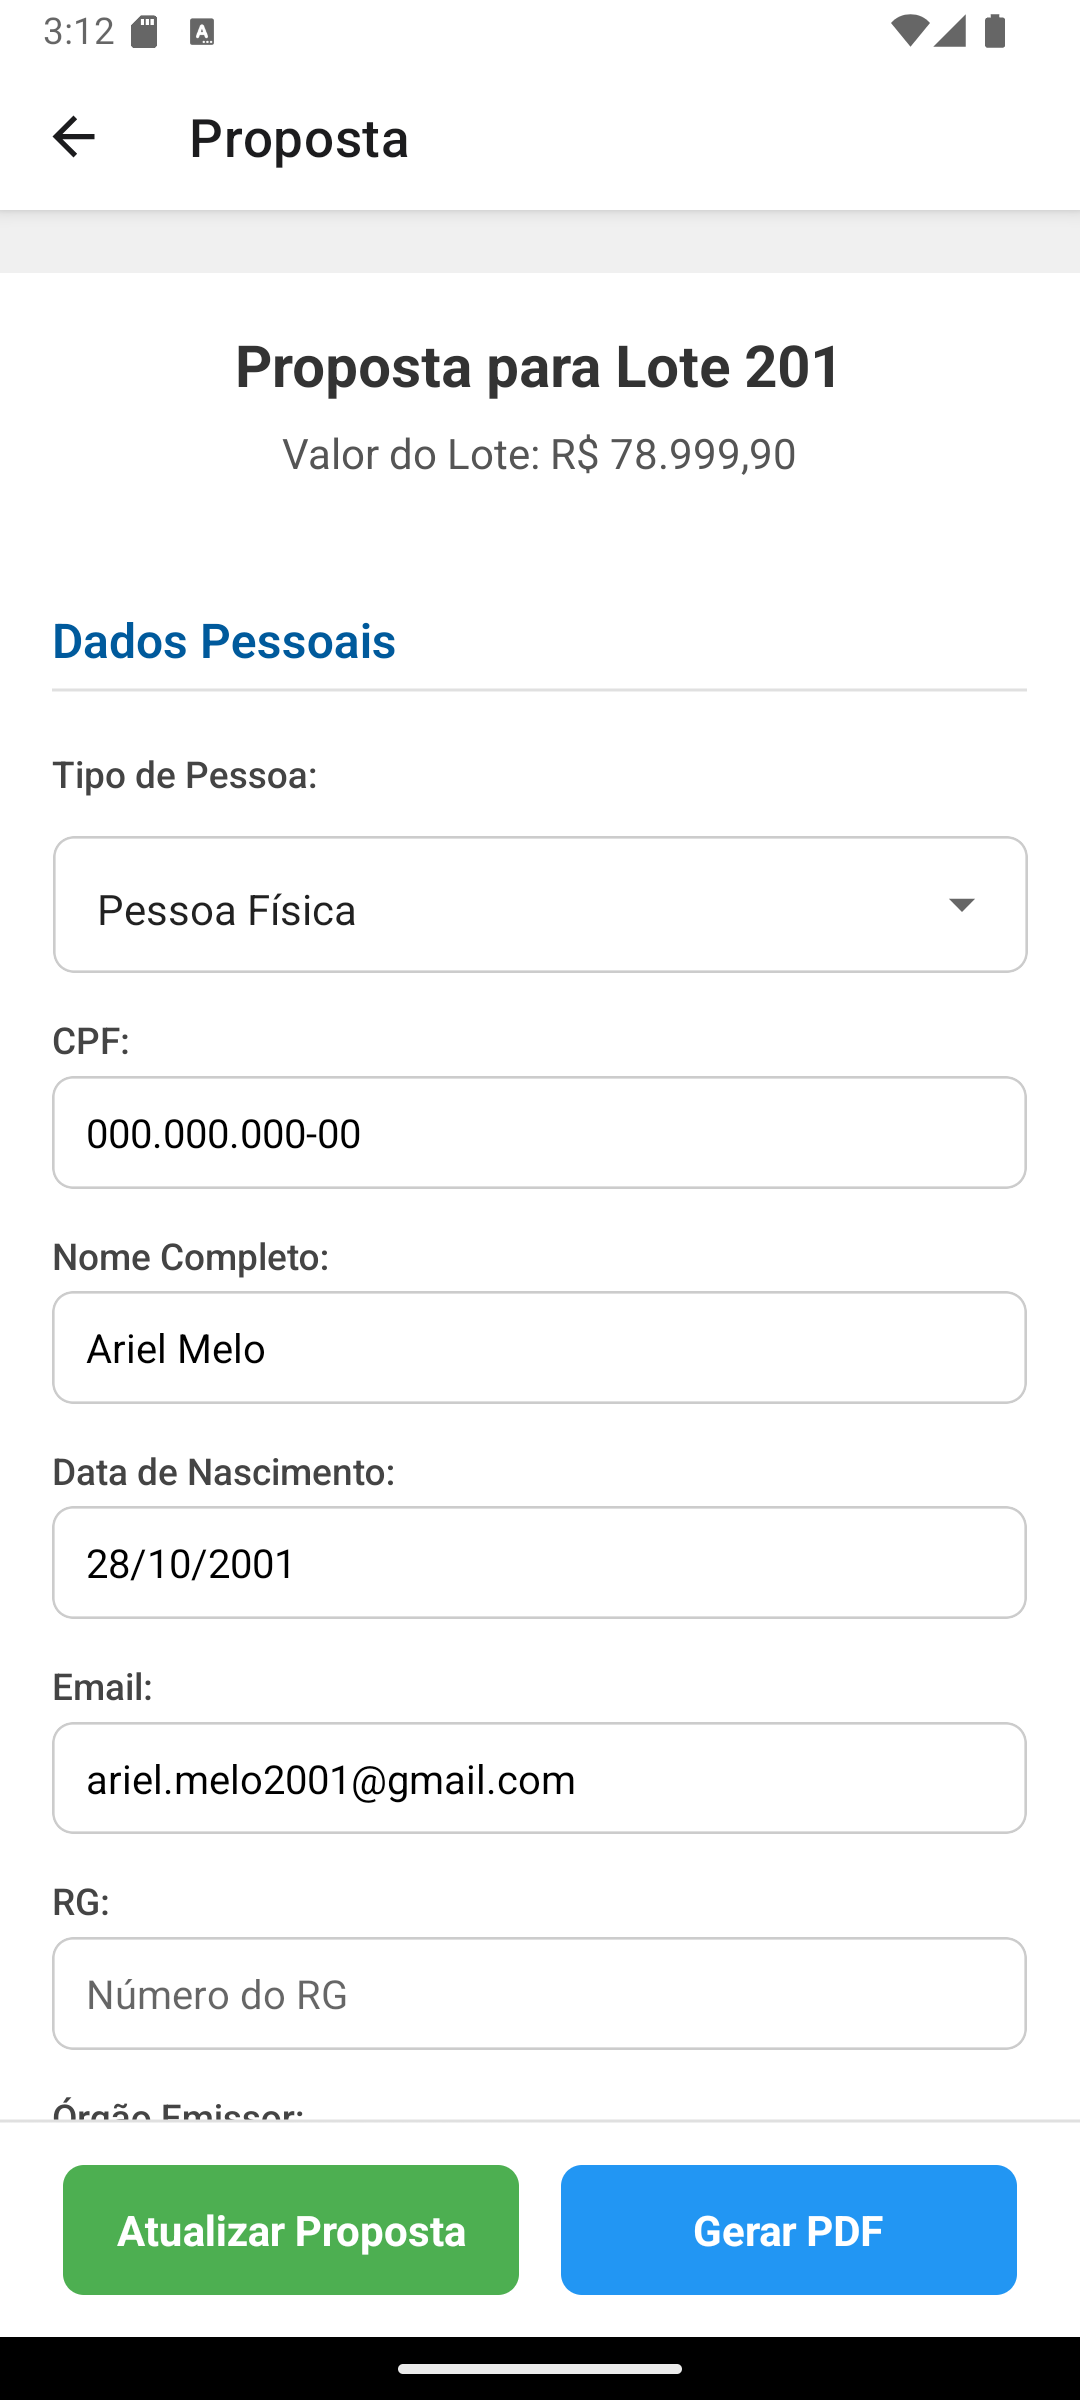 3:12
Proposta
Proposta para Lote 201
Valor do Lote: R$ 78.999,90
Dados Pessoais
Tipo de Pessoa:
Pessoa Física
CPF:
000.000.000-00
Nome Completo:
Ariel Melo
Data de Nascimento:
28/10/2001
Email:
ariel.melo2001@gmail.com
RG:
Número do RG
Órgão Emissor:
Atualizar Proposta
Gerar PDF